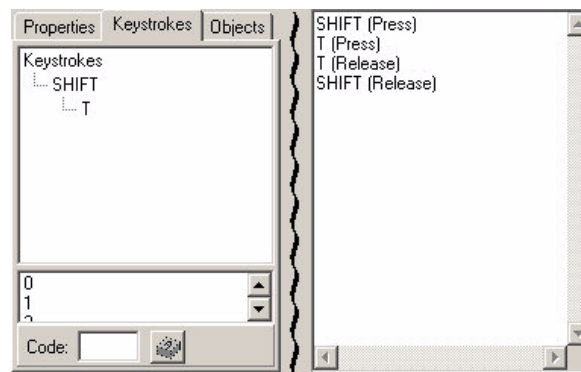 Properties Keystrokes Objects
Keystrokes
SHIFT
T
0
1
Code:
SHIFT (Press)
T (Press)
T (Release)
SHIFT (Release)